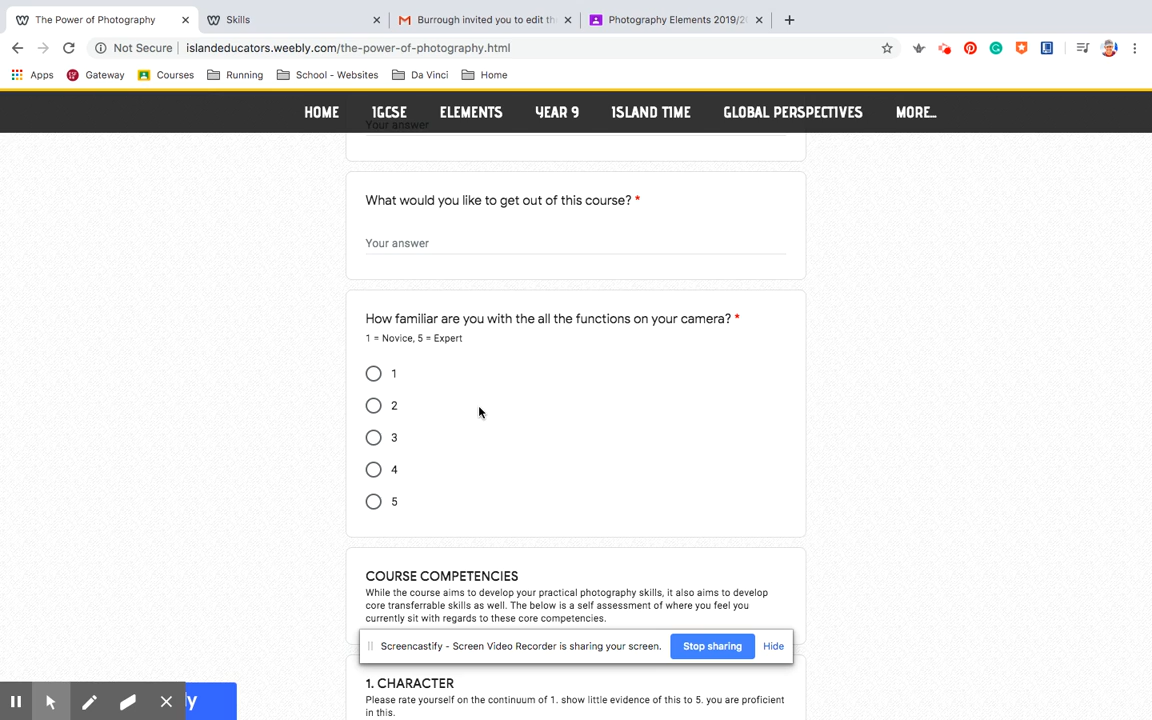 The Power of Photography
Skills
Burrough invited you to edit th
Photography Elements 2019/2
Not Secure
islandeducators.weebly.com/the-power-of-photography.html
Apps
Gateway
Courses
Running
School - Websites
Da Vinci
Home
HOME
IGCSE
ELEMENTS
YEAR 9
ISLAND TIME
GLOBAL PERSPECTIVES
MORE...
Your answer
What would you like to get out of this course? *
Your answer
How familiar are you with the all the functions on your camera? *
1 = Novice, 5 = Expert
1
2
3
4
5
COURSE COMPETENCIES
While the course aims to develop your practical photography skills, it also aims to develop
core transferrable skills as well. The below is a self assessment of where you feel you
currently sit with regards to these core competencies.
Screencastify - Screen Video Recorder is sharing your screen.
Stop sharing
Hide
1. CHARACTER
Please rate yourself on the continuum of 1. show little evidence of this to 5. you are proficient
in this.
ly